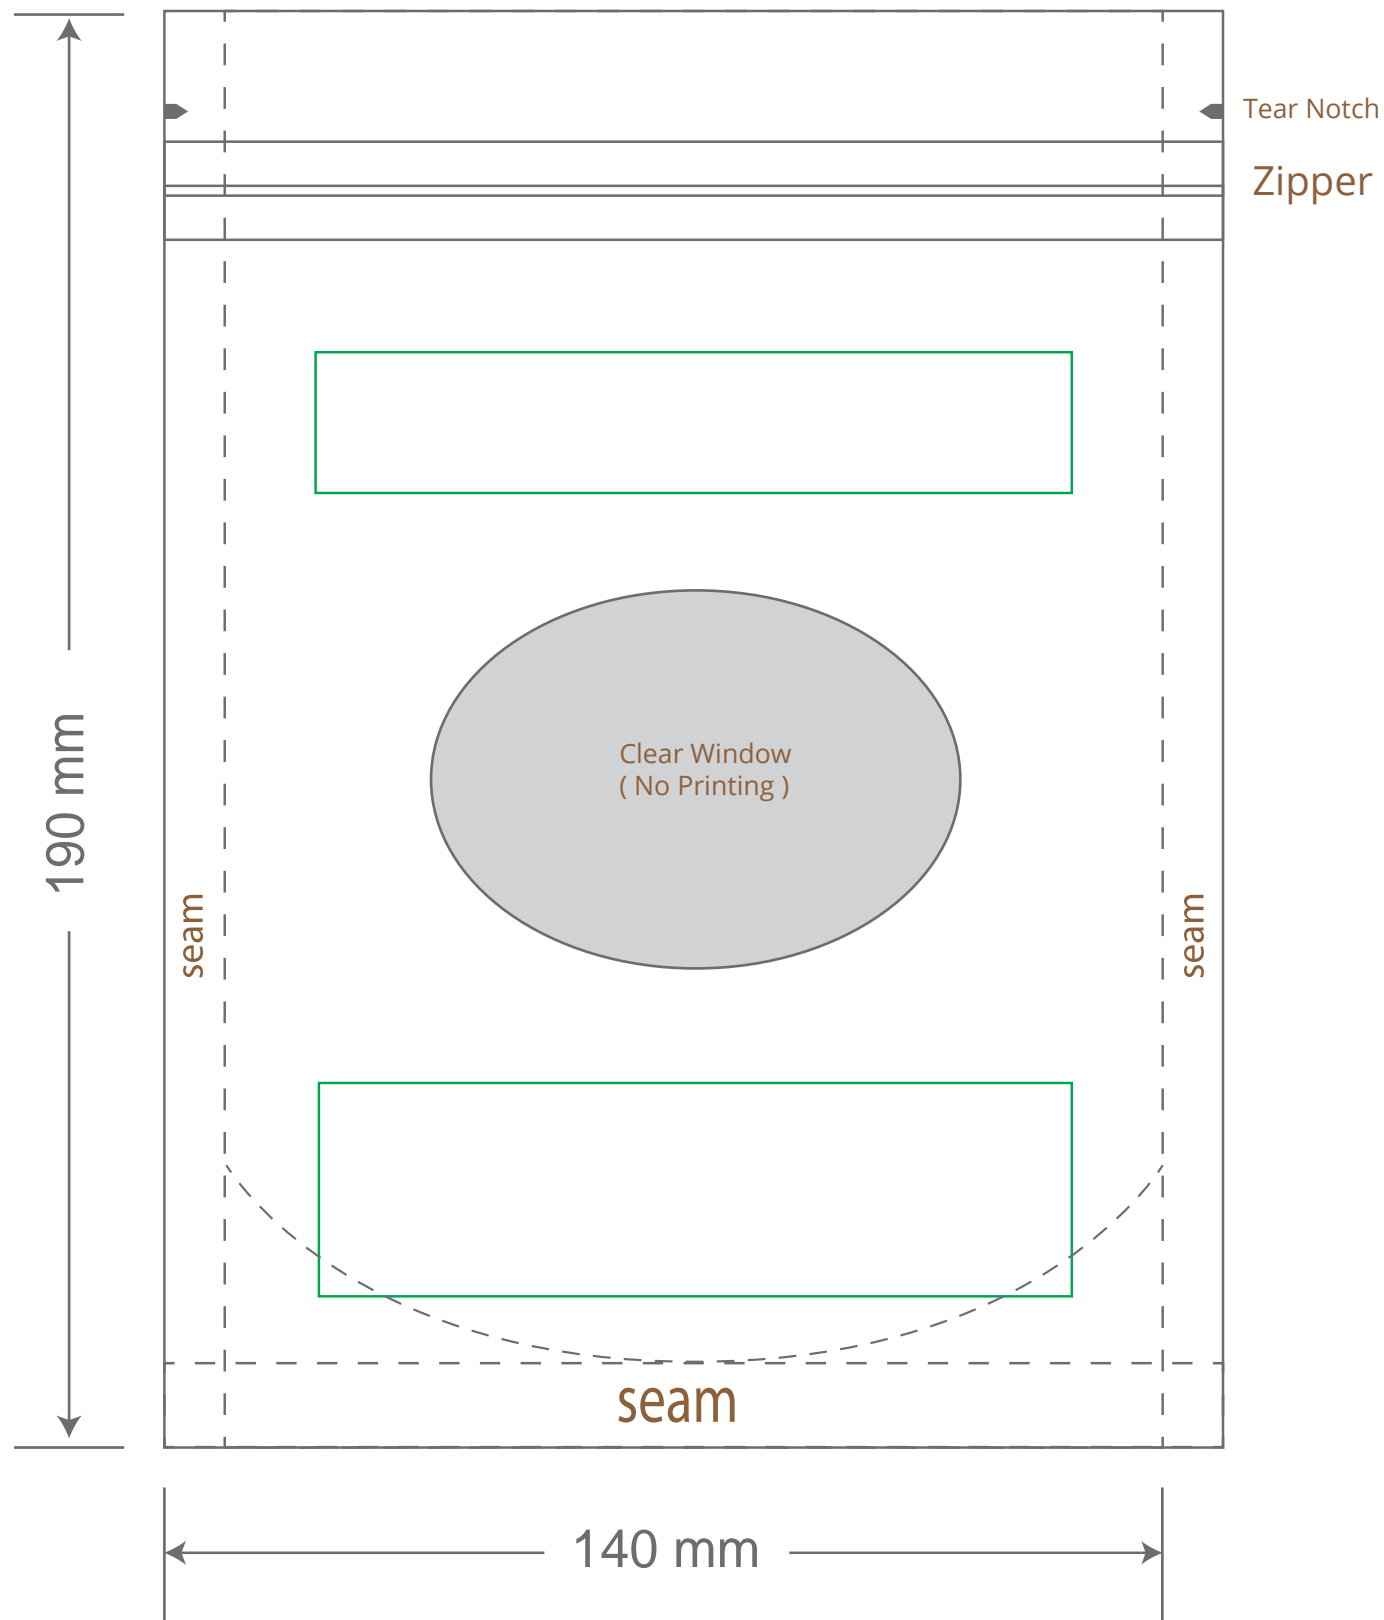 Tear Notch
Zipper
Clear Window
( No Printing )
190 mm
seam
seam
seam
140 mm